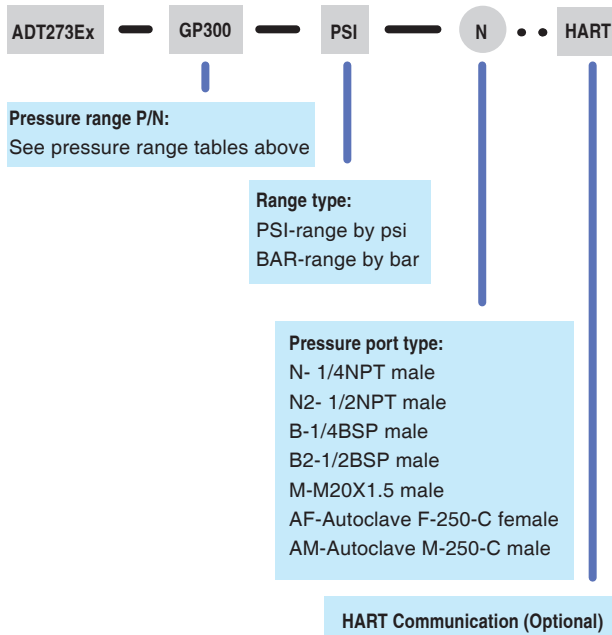 ADT273Ex GP300 PSI N HART
Pressure range P/N:
See pressure range tables above
Range type:
PSI-range by psi
BAR-range by bar
Pressure port type:
N- 1/4NPT male
N2- 1/2NPT male
B-1/4BSP male
B2-1/2BSP male
M-M20X1.5 male
AF-Autoclave F-250-C female
AM-Autoclave M-250-C male
HART Communication (Optional)